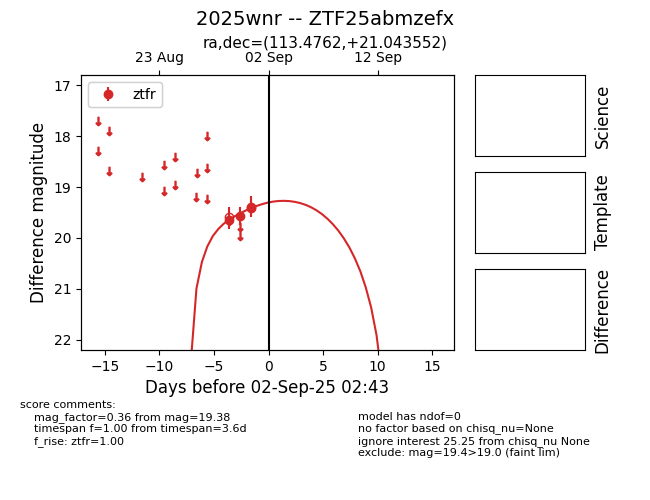 2025wnr -- ZTF25abmzefx
ra,dec=(113.4762,+21.043552)
23 Aug
02 Sep
12 Sep
ztfr
17
18
19
20
21
22
Difference magnitude
−15
−10
−5
0
5
10
15
Days before 02-Sep-25 02:43
Science
Template
Difference
score comments:
mag_factor=0.36 from mag=19.38
timespan f=1.00 from timespan=3.6d
f_rise: ztfr=1.00
model has ndof=0
no factor based on chisq_nu=None
ignore interest 25.25 from chisq_nu None
exclude: mag=19.4>19.0 (faint lim)